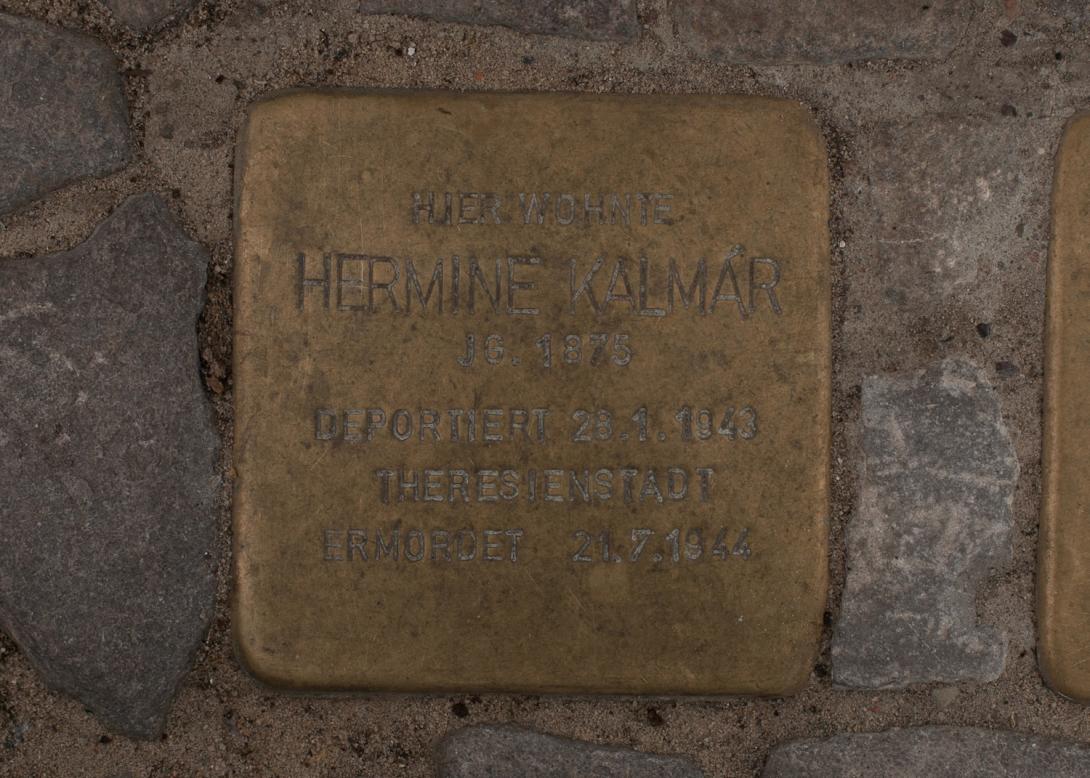 HIER WOHNTE
HERMINE KALMÁR
JG. 1875
DEPORTIERT 28.1.1943
THERESIENSTADT
ERMORDET 21.7.1944